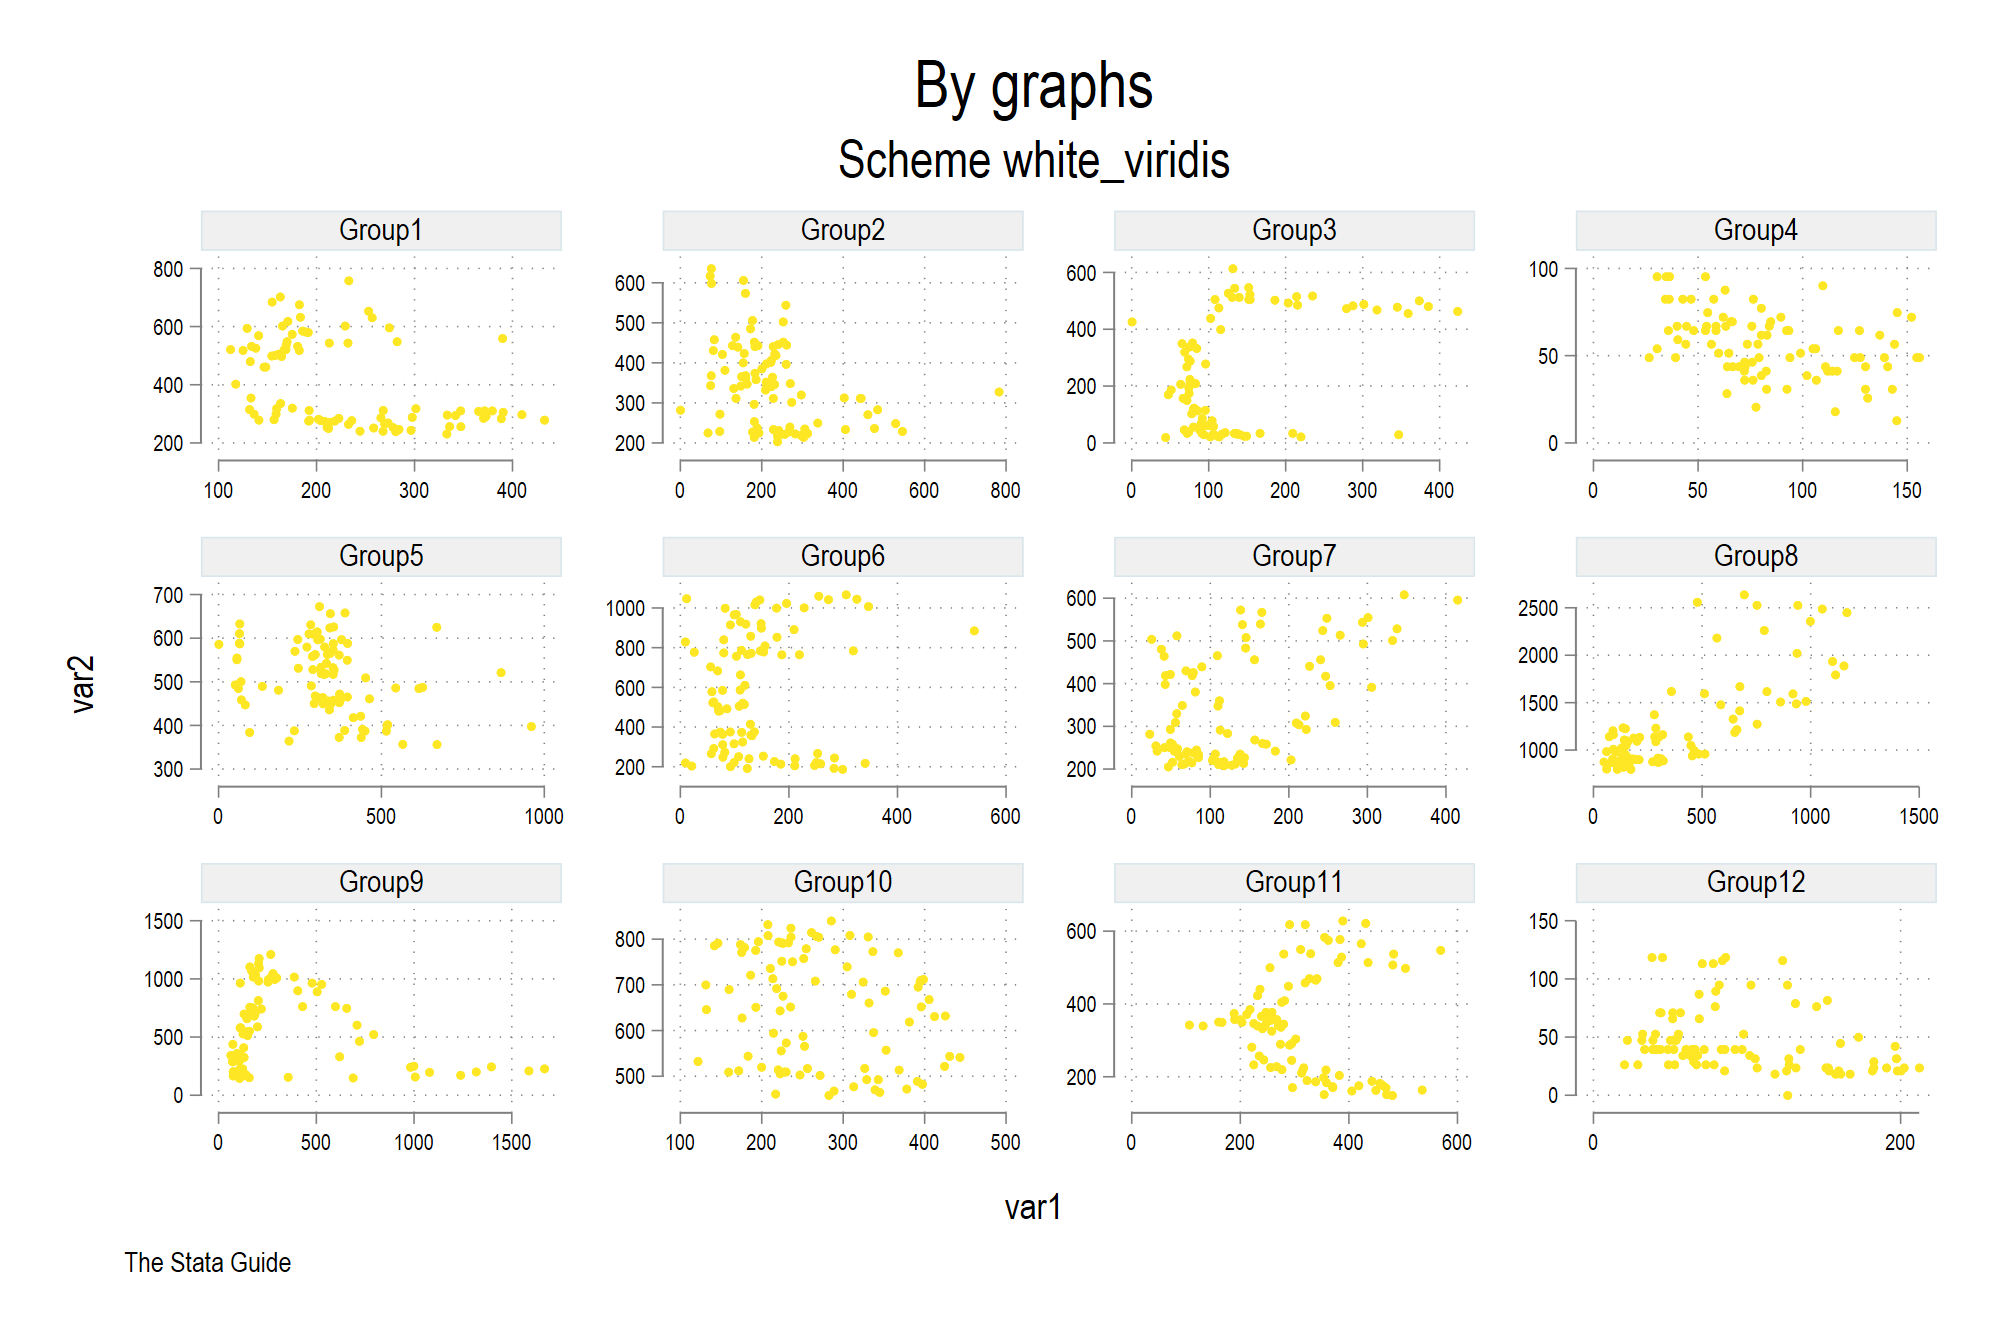 By graphs
Scheme white_viridis
Group1 Group2 Group3 Group4
800 600 400 200
100 200 300 400
600 500 400 300 200
0 200 400 600 800
600 400 200 0
0 100 200 300 400
100 50 0
0 50 100 150
Group5 Group6 Group7 Group8
700 600 500 400 300
0 500 1000
1000 800 600 400 200
0 200 400 600
600 500 400 300 200
0 100 200 300 400
2500 2000 1500 1000
0 500 1000 1500
var2
Group9 Group10 Group11 Group12
1500 1000 500 0
0 500 1000 1500
800 700 600 500
100 200 300 400 500
600 400 200
0 200 400 600
150 100 50 0
0 200
var1
The Stata Guide